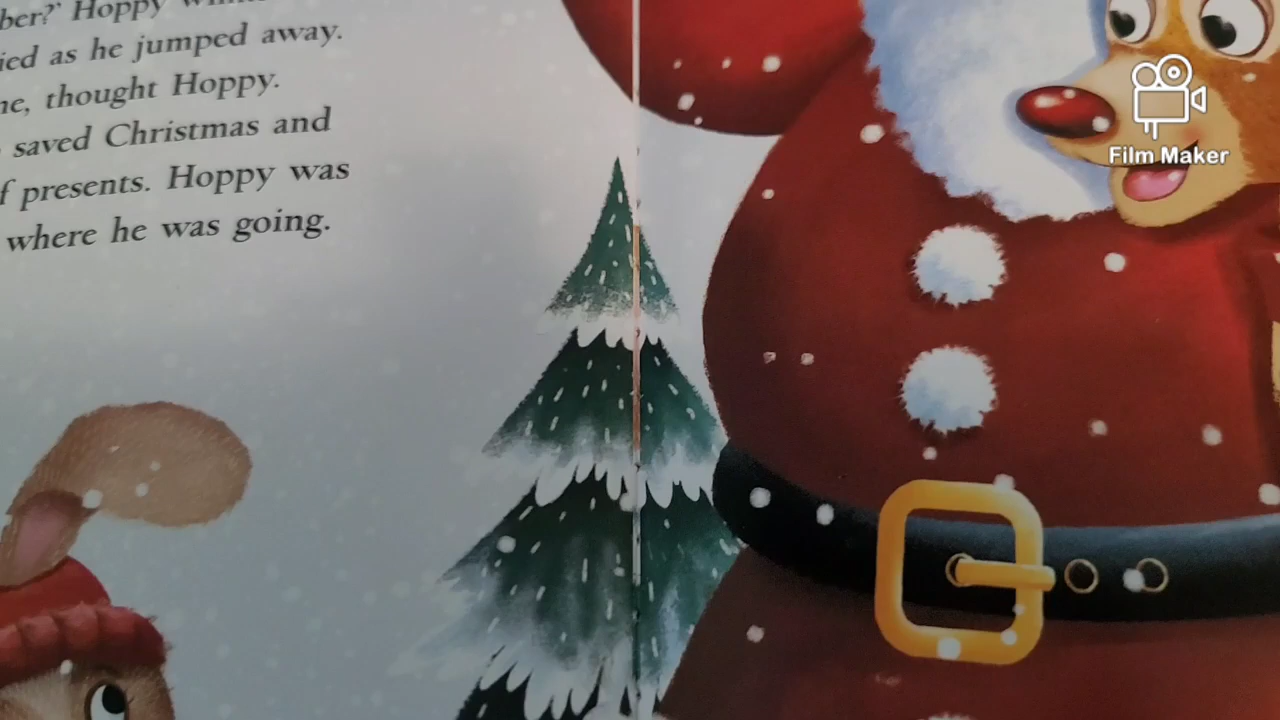 ber?' Hoppy
ied as he jumped away.
ne, thought Hoppy.
saved Christmas and
f presents. Hoppy was
where he was going.
Film Maker